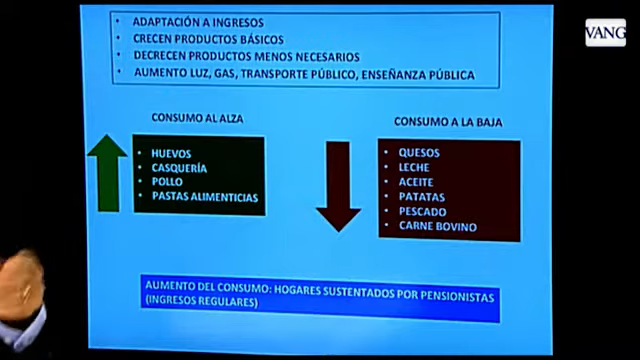 VANG
ADAPTACIÓN A INGRESOS
CRECEN PRODUCTOS BÁSICOS
DECRECEN PRODUCTOS MENOS NECESARIOS
AUMENTO LUZ, GAS, TRANSPORTE PÚBLICO, ENSEÑANZA PÚBLICA
CONSUMO AL ALZA
HUEVOS
CASQUERÍA
POLLO
PASTAS ALIMENTICIAS
CONSUMO A LA BAJA
QUESOS
LECHE
ACEITE
PATATAS
PESCADO
CARNE BOVINO
AUMENTO DEL CONSUMO: HOGARES SUSTENTADOS POR PENSIONISTAS
(INGRESOS REGULARES)